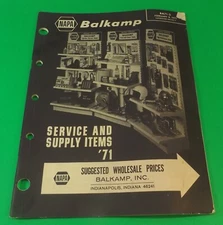 NAPA
Balkamp
SERVICE AND
SUPPLY ITEMS
'71
NAPA
SUGGESTED WHOLESALE PRICES
BALKAMP, INC.
INDIANAPOLIS, INDIANA 46241